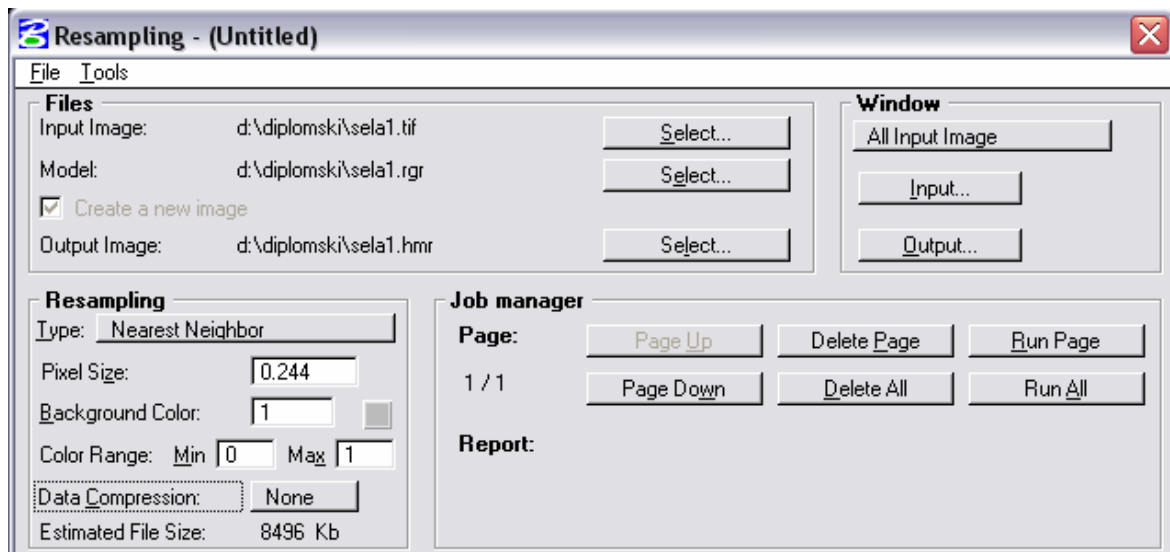 Resampling - (Untitled)
File Tools
Files
Input Image: d:\diplomski\sela1.tif Select...
Model: d:\diplomski\sela1.rgr Select...
Create a new image
Output Image: d:\diplomski\sela1.hmr Select...
Window
All Input Image
Input...
Output...
Resampling
Type: Nearest Neighbor
Pixel Size: 0.244
Background Color: 1
Color Range: Min 0 Max 1
Data Compression: None
Estimated File Size: 8496 Kb
Job manager
Page: Page Up Delete Page Run Page
1 / 1 Page Down Delete All Run All
Report: